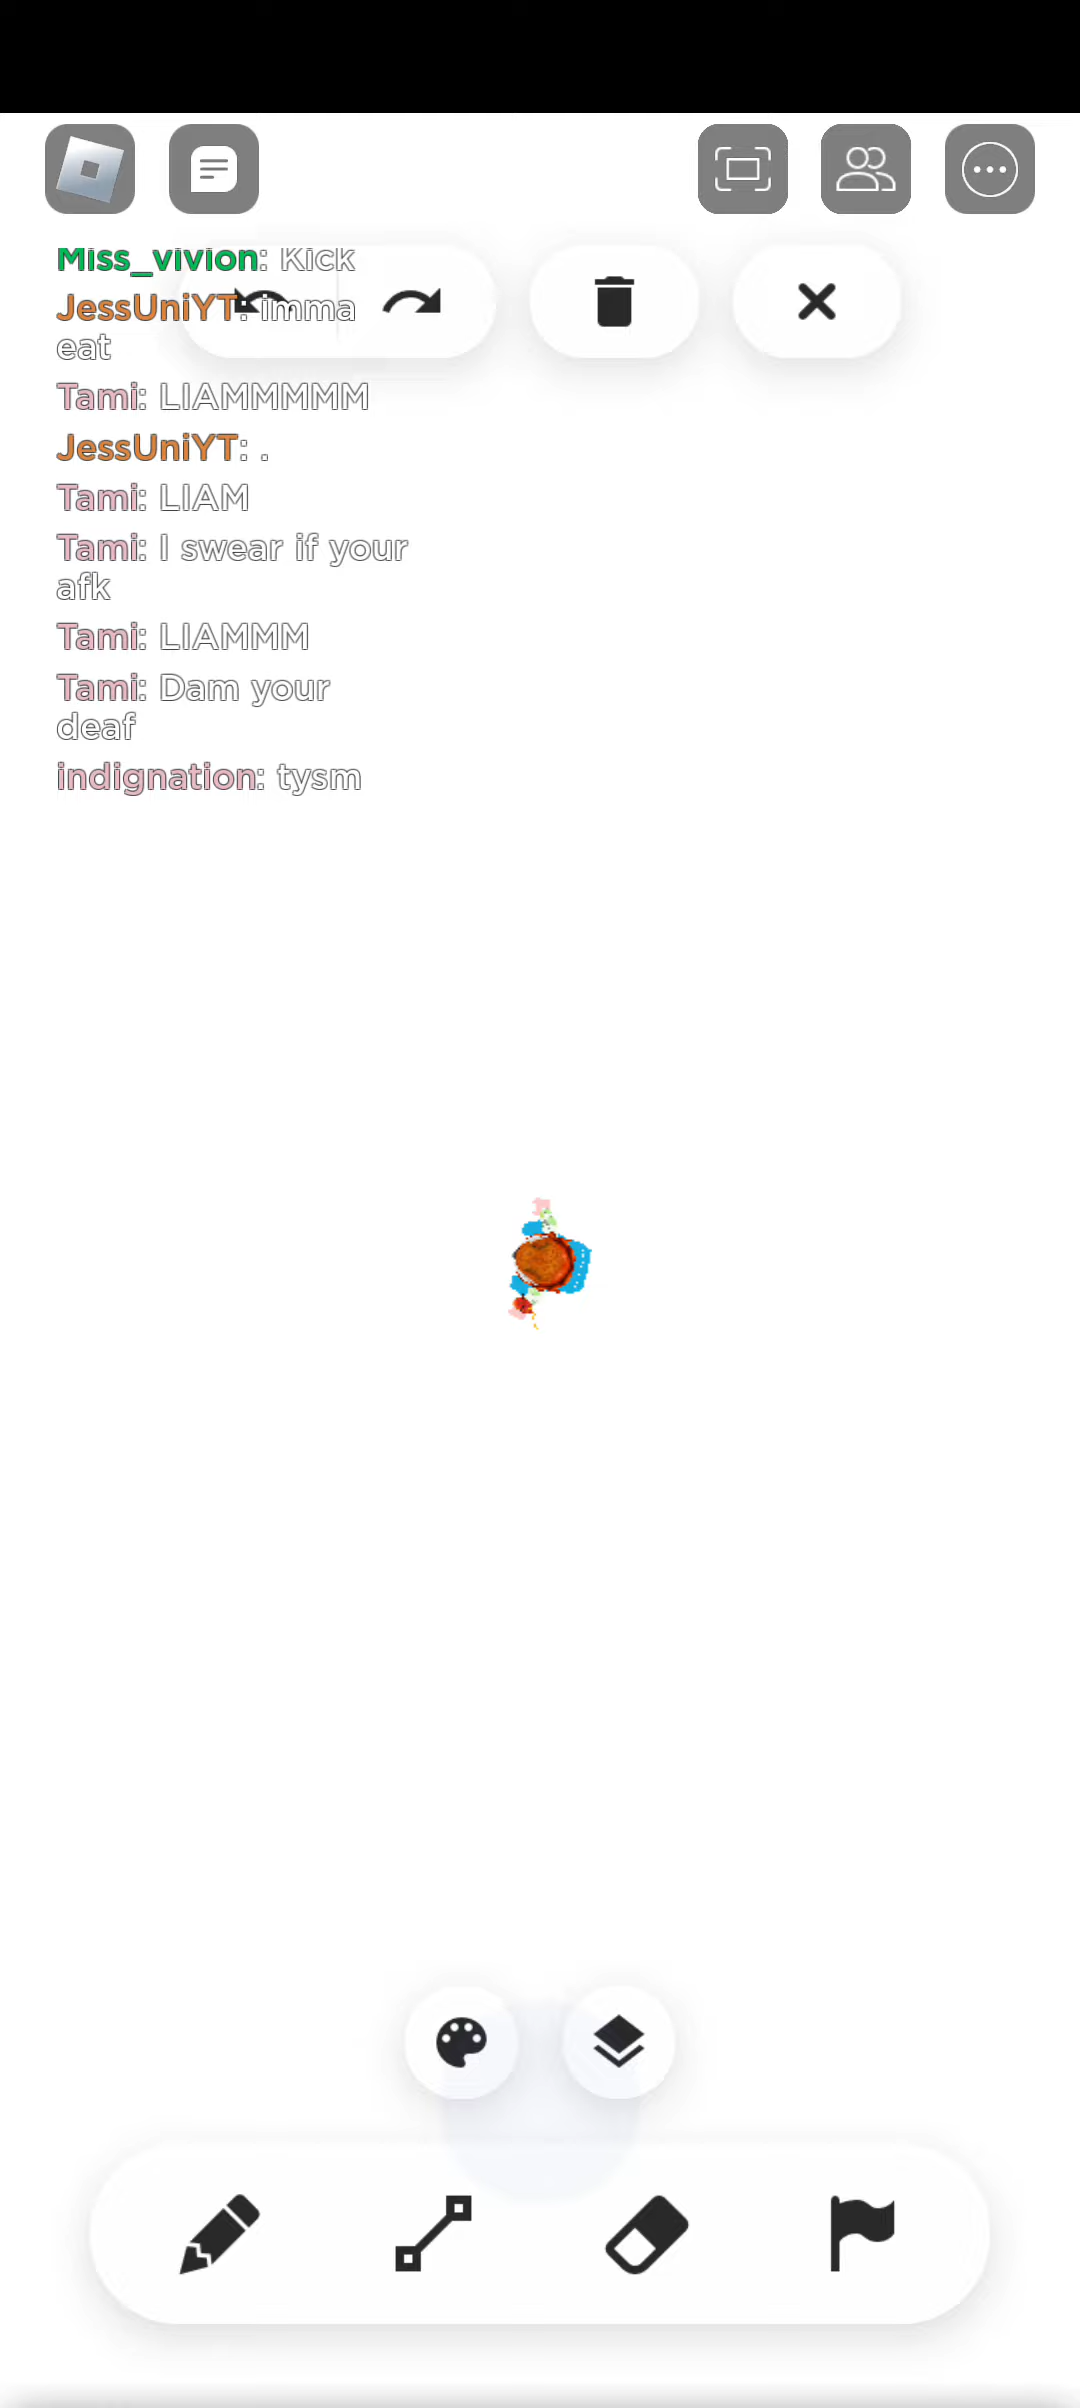 Miss_vivion: Kick
JessUniYT: imma
eat
Tami: LIAMMMMM
JessUniYT: .
Tami: LIAM
Tami: I swear if your
afk
Tami: LIAMMM
Tami: Dam your
deaf
indignation: tysm